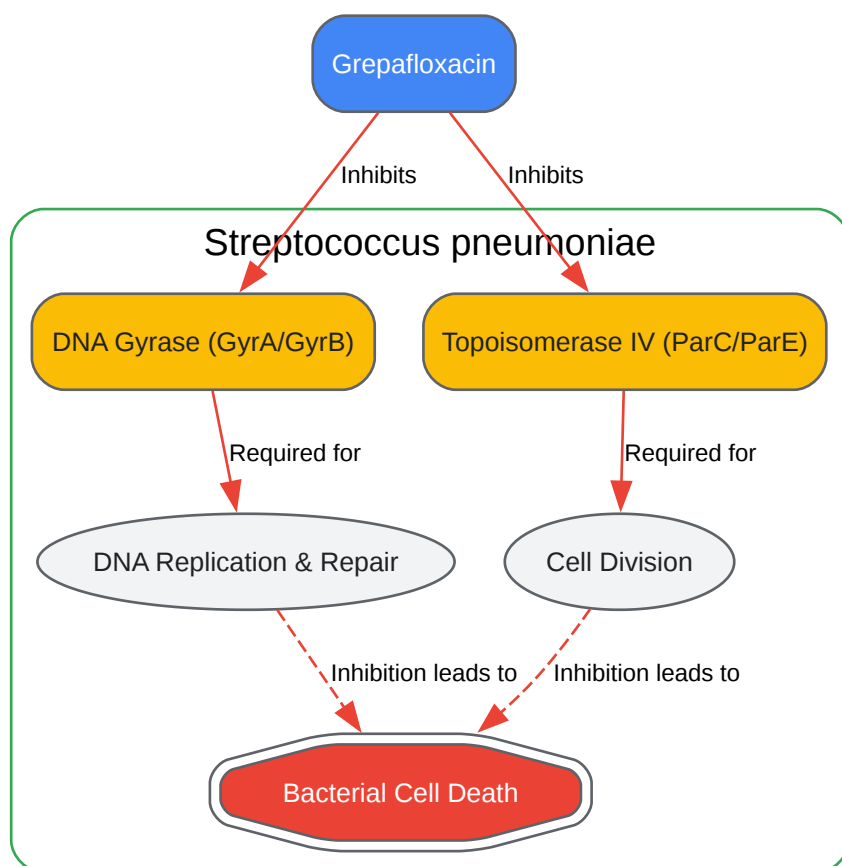 Grepafloxacin
Inhibits
Inhibits
Streptococcus pneumoniae
DNA Gyrase (GyrA/GyrB)
Topoisomerase IV (ParC/ParE)
Required for
Required for
DNA Replication & Repair
Cell Division
Inhibition leads to
Inhibition leads to
Bacterial Cell Death